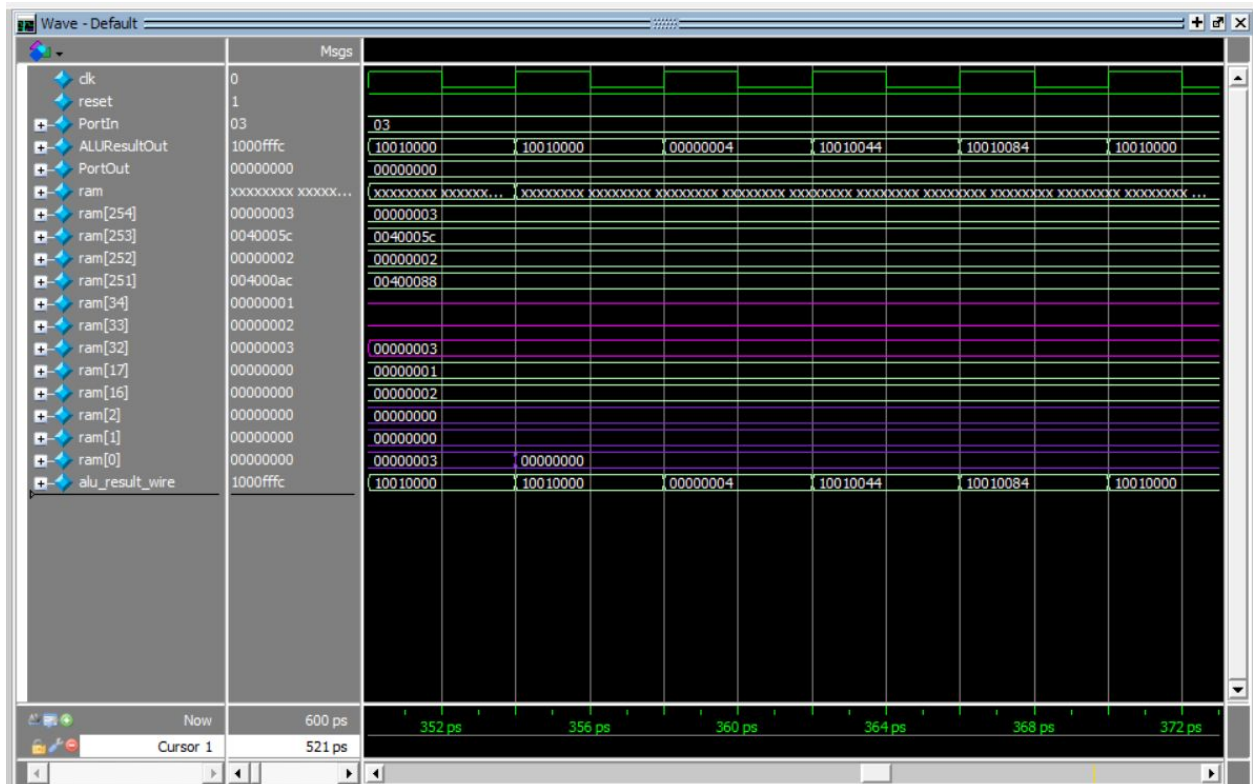 Wave - Default
Msgs
clk 0
reset 1
PortIn 03 03
ALUResultOut 1000fffc 10010000 10010000 00000004 10010044 10010084 10010000
PortOut 00000000 00000000
ram xxxxxxxx xxxxx... xxxxxxxx xxxxxx... xxxxxxxx xxxxxxxx xxxxxxxx xxxxxxxx xxxxxxxx xxxxxxxx xxxxxxxx xxxxxxxx xxxxxxxx xxxxxxxx ...
ram[254] 00000003 00000003
ram[253] 0040005c 0040005c
ram[252] 00000002 00000002
ram[251] 004000ac 00400088
ram[34] 00000001
ram[33] 00000002
ram[32] 00000003 00000003
ram[17] 00000000 00000001
ram[16] 00000000 00000002
ram[2] 00000000 00000000
ram[1] 00000000 00000000
ram[0] 00000000 00000003 00000000
alu_result_wire 1000fffc 10010000 10010000 00000004 10010044 10010084 10010000
Now 600 ps 352 ps 356 ps 360 ps 364 ps 368 ps 372 ps
Cursor 1 521 ps